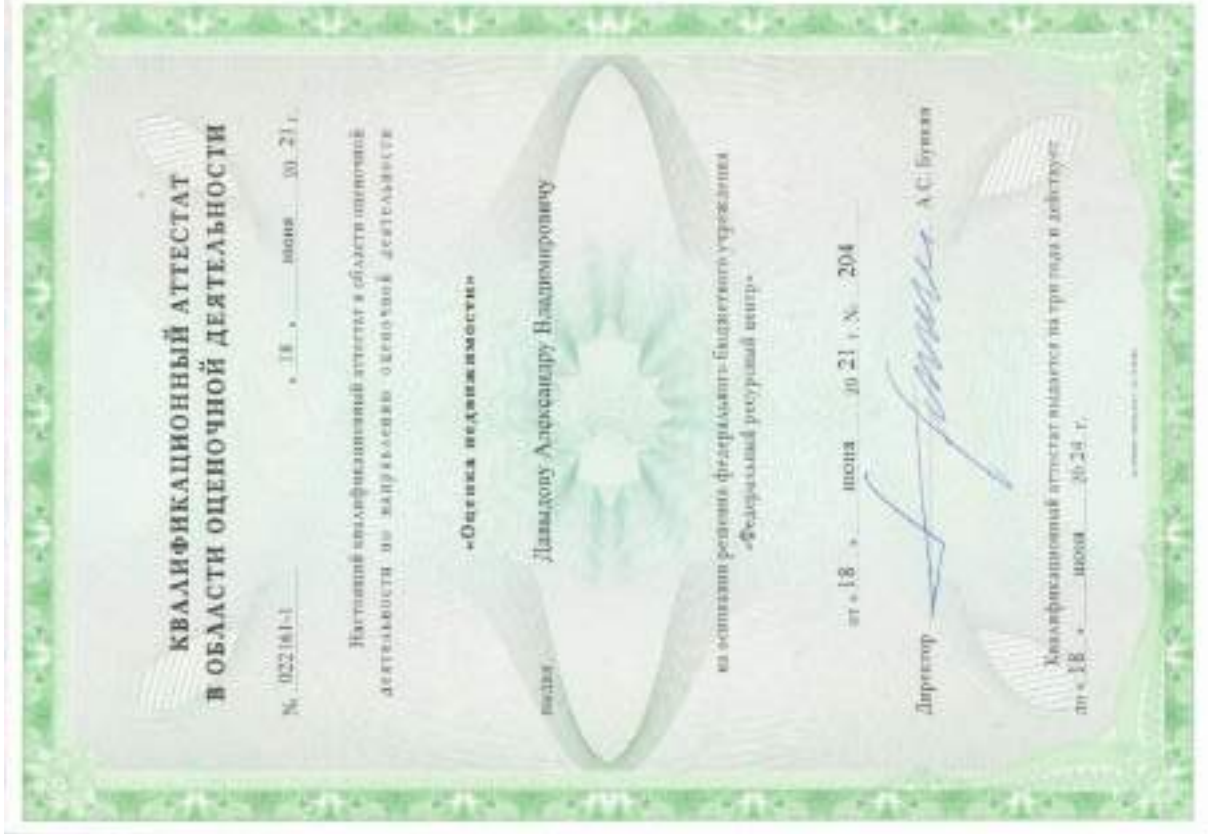 КВАЛИФИКАЦИОННЫЙ АТТЕСТАТ
В ОБЛАСТИ ОЦЕНОЧНОЙ ДЕЯТЕЛЬНОСТИ
№ 022161-1 « 18 » июня 20 21 г.
Настоящий квалификационный аттестат в области оценочной
деятельности по направлению оценочной деятельности
«Оценка недвижимости»
выдан Давыдову Александру Владимировичу
на основании решения федерального бюджетного учреждения
«Федеральный ресурсный центр»
от « 18 » июня 20 21 г. № 204
Директор А.С. Бункин
Квалификационный аттестат выдается на три года и действует
до « 18 » июня 20 24 г.